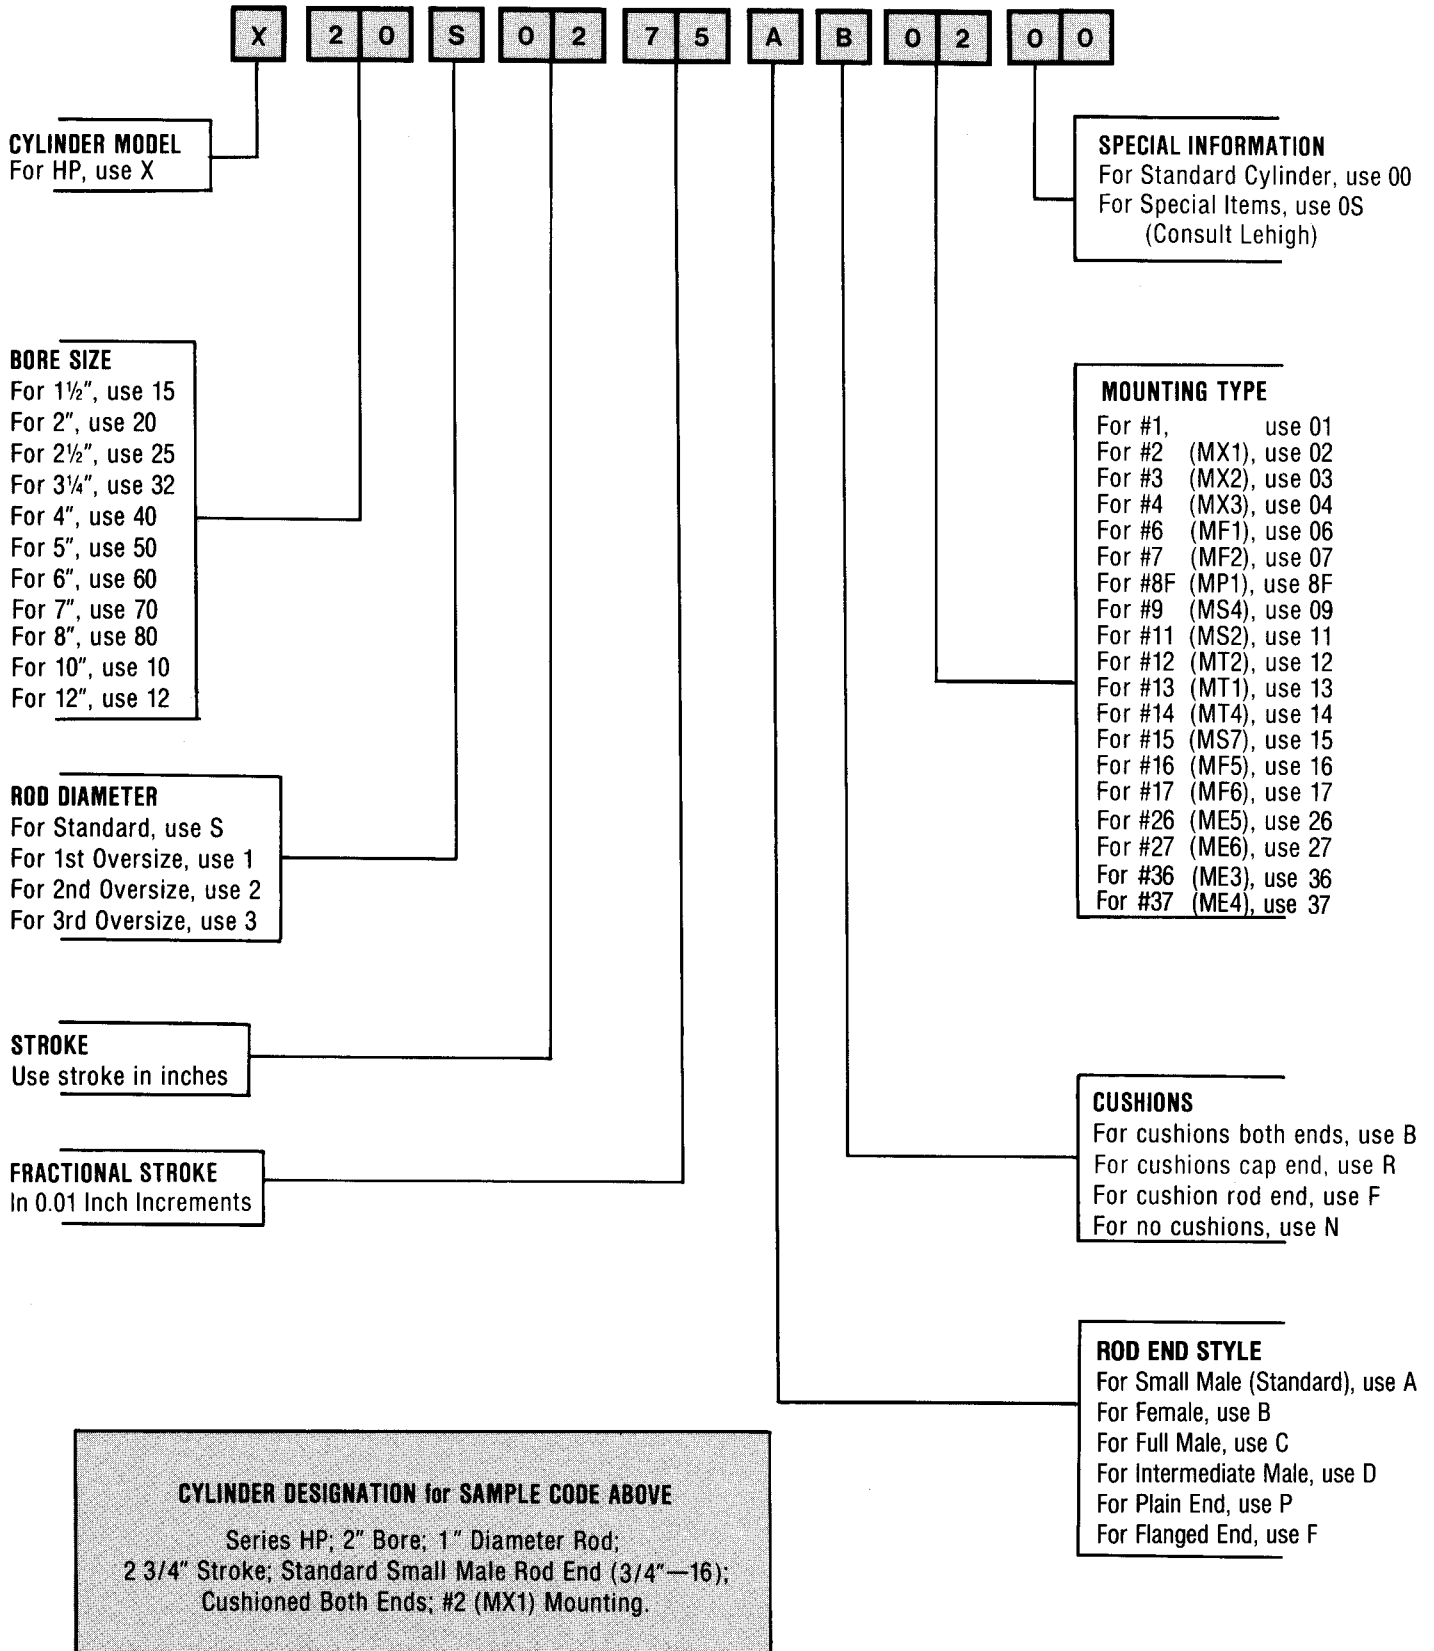 X 20 S 02 75 A B 02 00
CYLINDER MODEL
For HP, use X
BORE SIZE
For 1½", use 15
For 2", use 20
For 2½", use 25
For 3¼", use 32
For 4", use 40
For 5", use 50
For 6", use 60
For 7", use 70
For 8", use 80
For 10", use 10
For 12", use 12
ROD DIAMETER
For Standard, use S
For 1st Oversize, use 1
For 2nd Oversize, use 2
For 3rd Oversize, use 3
STROKE
Use stroke in inches
FRACTIONAL STROKE
In 0.01 Inch Increments
SPECIAL INFORMATION
For Standard Cylinder, use 00
For Special Items, use 0S
(Consult Lehigh)
MOUNTING TYPE
For #1, use 01
For #2 (MX1), use 02
For #3 (MX2), use 03
For #4 (MX3), use 04
For #6 (MF1), use 06
For #7 (MF2), use 07
For #8F (MP1), use 8F
For #9 (MS4), use 09
For #11 (MS2), use 11
For #12 (MT2), use 12
For #13 (MT1), use 13
For #14 (MT4), use 14
For #15 (MS7), use 15
For #16 (MF5), use 16
For #17 (MF6), use 17
For #26 (ME5), use 26
For #27 (ME6), use 27
For #36 (ME3), use 36
For #37 (ME4), use 37
CUSHIONS
For cushions both ends, use B
For cushions cap end, use R
For cushion rod end, use F
For no cushions, use N
ROD END STYLE
For Small Male (Standard), use A
For Female, use B
For Full Male, use C
For Intermediate Male, use D
For Plain End, use P
For Flanged End, use F
CYLINDER DESIGNATION for SAMPLE CODE ABOVE
Series HP; 2" Bore; 1" Diameter Rod;
2 3/4" Stroke; Standard Small Male Rod End (3/4"—16);
Cushioned Both Ends; #2 (MX1) Mounting.